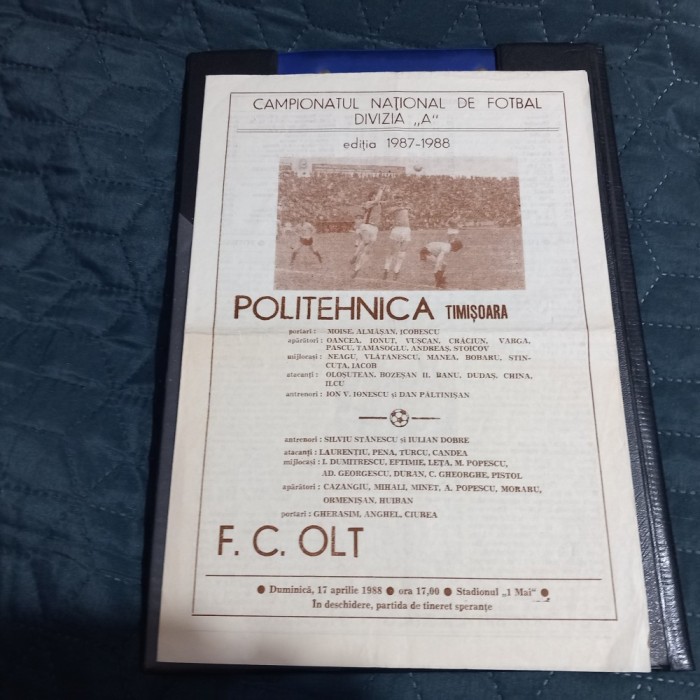 CAMPIONATUL NAȚIONAL DE FOTBAL
DIVIZIA „A“
ediția 1987-1988
POLITEHNICA TIMIȘOARA
portari : MOISE, ALMĂȘAN, ICOBESCU
apărători : OANCEA, IONUȚ, VUSCAN, CRĂCIUN, VARGA,
PASCU, TAMASOGLU, ANDREAȘ, STOICOV
mijlocași : NEAGU, VLĂTĂNESCU, MANEA, BOBARU, STIN-
CUȚA, IACOB
atacanți : OLOȘUTEAN, BOZEȘAN II, BANU, DUDAȘ, CHINA,
ILCU
antrenori : ION V. IONESCU și DAN PĂLTINIȘAN
antrenori : SILVIU STĂNESCU și IULIAN DOBRE
atacanți : LAURENȚIU, PENA, TURCU, CANDEA
mijlocași : I. DUMITRESCU, EFTIMIE, LEȚA, M. POPESCU,
AD. GEORGESCU, DURAN, C. GHEORGHE, PISTOL
apărători : CAZANGIU, MIHALI, MINET, A. POPESCU, MORARU,
ORMENIȘAN, HUIBAN
portari : GHERASIM, ANGHEL, CIUREA
F. C. OLT
● Duminică, 17 aprilie 1988 ● ora 17,00 ● Stadionul „1 Mai“ ●
În deschidere, partida de tineret speranțe